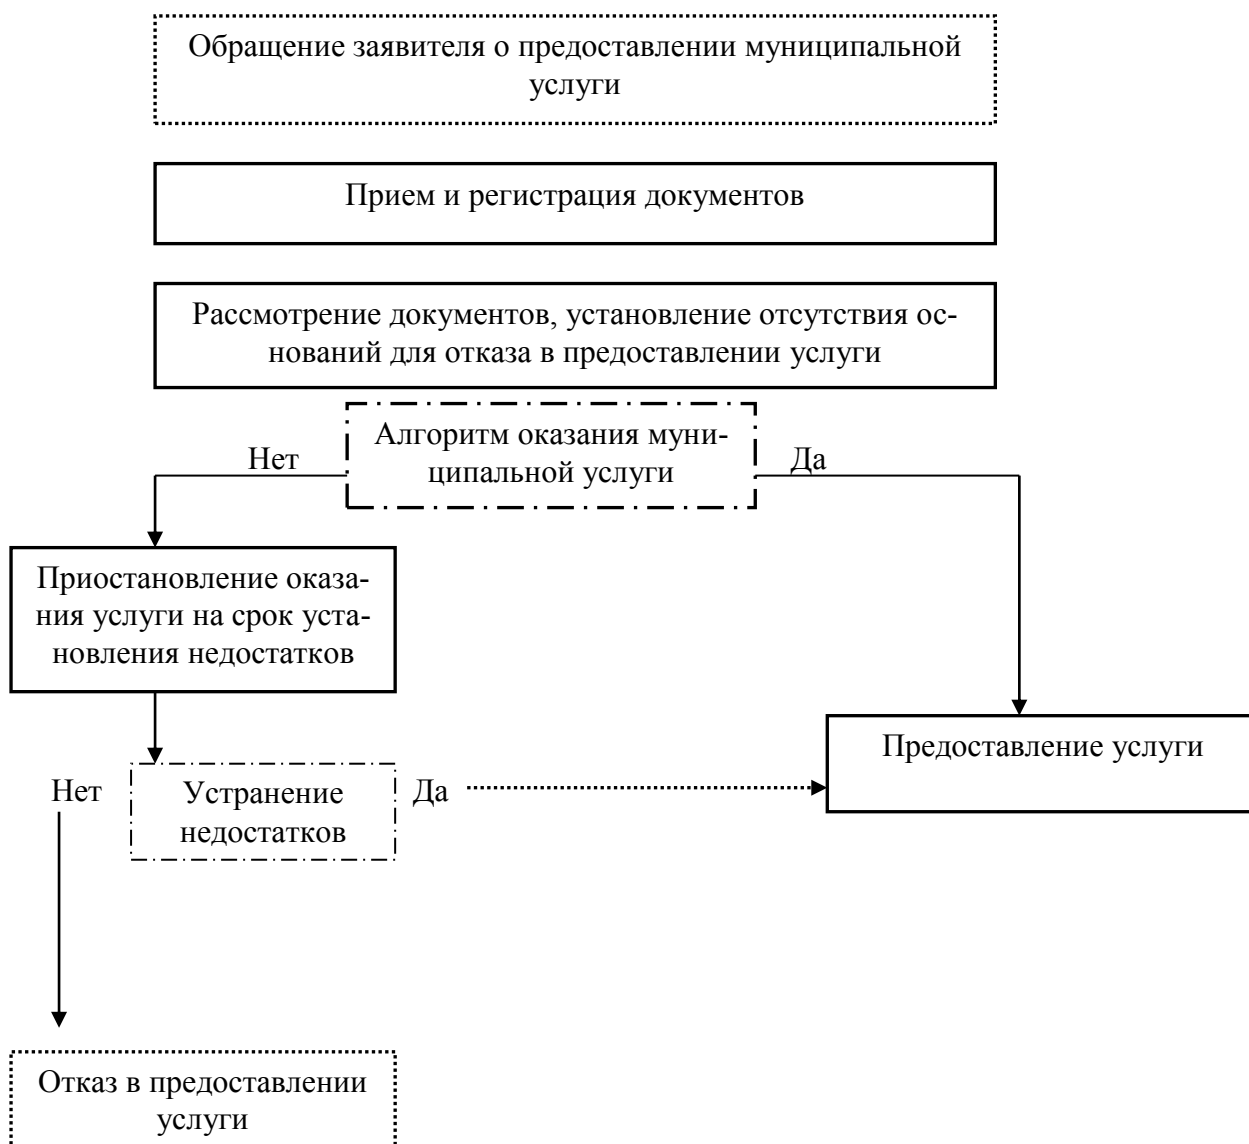 Обращение заявителя о предоставлении муниципальной
услуги
Прием и регистрация документов
Рассмотрение документов, установление отсутствия ос-
нований для отказа в предоставлении услуги
Алгоритм оказания муни-
ципальной услуги
Нет
Да
Приостановление оказа-
ния услуги на срок уста-
новления недостатков
Предоставление услуги
Нет
Устранение
недостатков
Да
Отказ в предоставлении
услуги